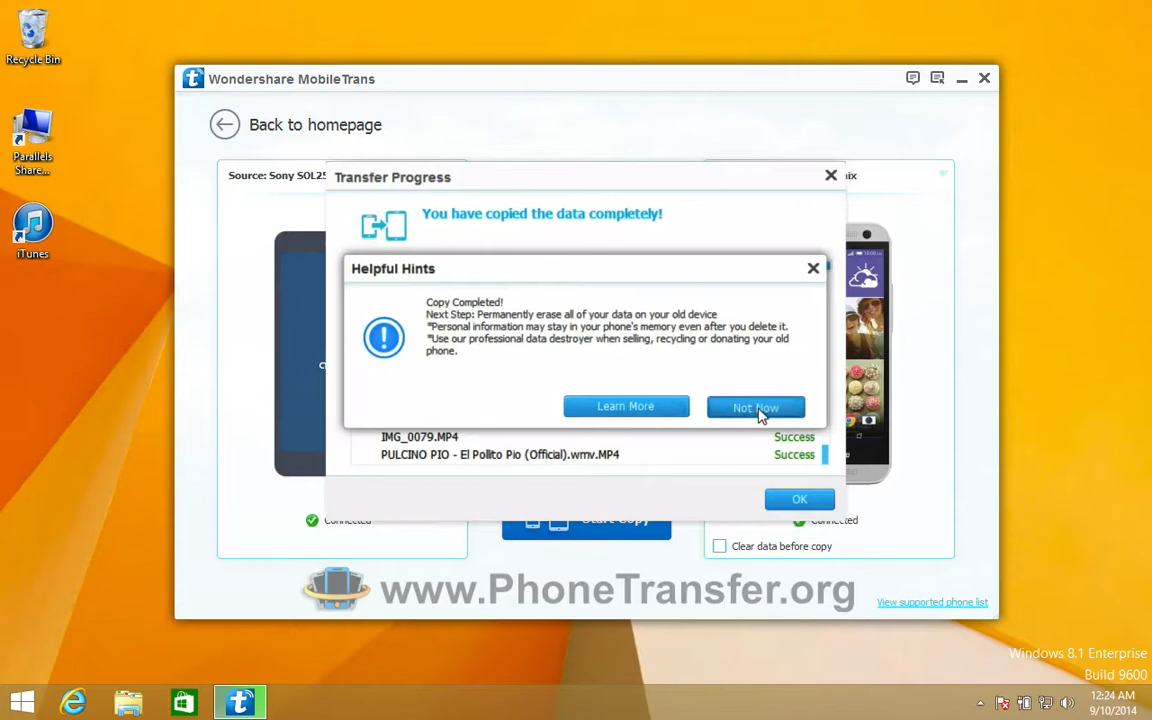 Recycle Bin
Parallels
Share...
iTunes
Wondershare MobileTrans
Back to homepage
Source: Sony SOL25
Transfer Progress
You have copied the data completely!
Helpful Hints
Copy Completed!
Next Step: Permanently erase all of your data on your old device
*Personal information may stay in your phone's memory even after you delete it.
*Use our professional data destroyer when selling, recycling or donating your old
phone.
Learn More
Not Now
IMG_0079.MP4 Success
PULCINO PIO - El Pollito Pio (Official).wmv.MP4 Success
OK
Connected
Start Copy
Connected
Clear data before copy
www.PhoneTransfer.org
View supported phone list
Windows 8.1 Enterprise
Build 9600
12:24 AM
9/10/2014